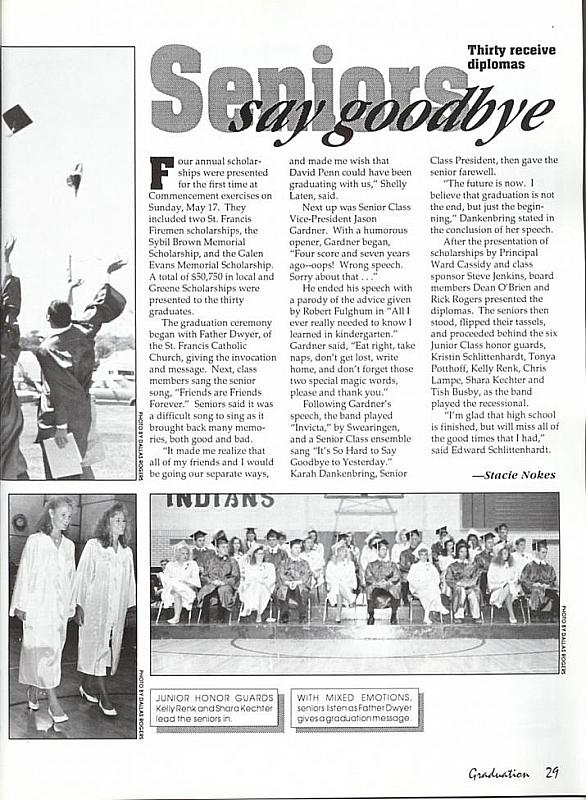 Thirty receive
diplomas
Seniors
say goodbye
Four annual scholar-
ships were presented
for the first time at
Commencement exercises on
Sunday, May 17. They
included two St. Francis
Firemen scholarships, the
Sybil Brown Memorial
Scholarship, and the Galen
Evans Memorial Scholarship.
A total of $50,750 in local and
Greene Scholarships were
presented to the thirty
graduates.
The graduation ceremony
began with Father Dwyer, of
the St. Francis Catholic
Church, giving the invocation
and message. Next, class
members sang the senior
song, "Friends are Friends
Forever." Seniors said it was
a difficult song to sing as it
brought back many memo-
ries, both good and bad.
"It made me realize that
all of my friends and I would
be going our separate ways,
and made me wish that
David Penn could have been
graduating with us," Shelly
Laten, said.
Next up was Senior Class
Vice-President Jason
Gardner. With a humorous
opener, Gardner began,
"Four score and seven years
ago--oops! Wrong speech.
Sorry about that . . ."
He ended his speech with
a parody of the advice given
by Robert Fulghum in "All I
ever really needed to know I
learned in kindergarten."
Gardner said, "Eat right, take
naps, don't get lost, write
home, and don't forget those
two special magic words,
please and thank you."
Following Gardner's
speech, the band played
"Invicta," by Swearingen,
and a Senior Class ensemble
sang "It's So Hard to Say
Goodbye to Yesterday."
Karah Dankenbring, Senior
Class President, then gave the
senior farewell.
"The future is now. I
believe that graduation is not
the end, but just the begin-
ning," Dankenbring stated in
the conclusion of her speech.
After the presentation of
scholarships by Principal
Ward Cassidy and class
sponsor Steve Jenkins, board
members Dean O'Brien and
Rick Rogers presented the
diplomas. The seniors then
stood, flipped their tassels,
and proceeded behind the six
Junior Class honor guards,
Kristin Schlittenhardt, Tonya
Potthoff, Kelly Renk, Chris
Lampe, Shara Kechter and
Tish Busby, as the band
played the recessional.
"I'm glad that high school
is finished, but will miss all of
the good times that I had,"
said Edward Schlittenhardt.
—Stacie Nokes
PHOTO BY DALLAS ROGERS
INDIANS
PHOTO BY DALLAS ROGERS
PHOTO BY DALLAS ROGERS
JUNIOR HONOR GUARDS
Kelly Renk and Shara Kechter
lead the seniors in.
WITH MIXED EMOTIONS,
seniors listen as Father Dwyer
gives a graduation message.
Graduation 29